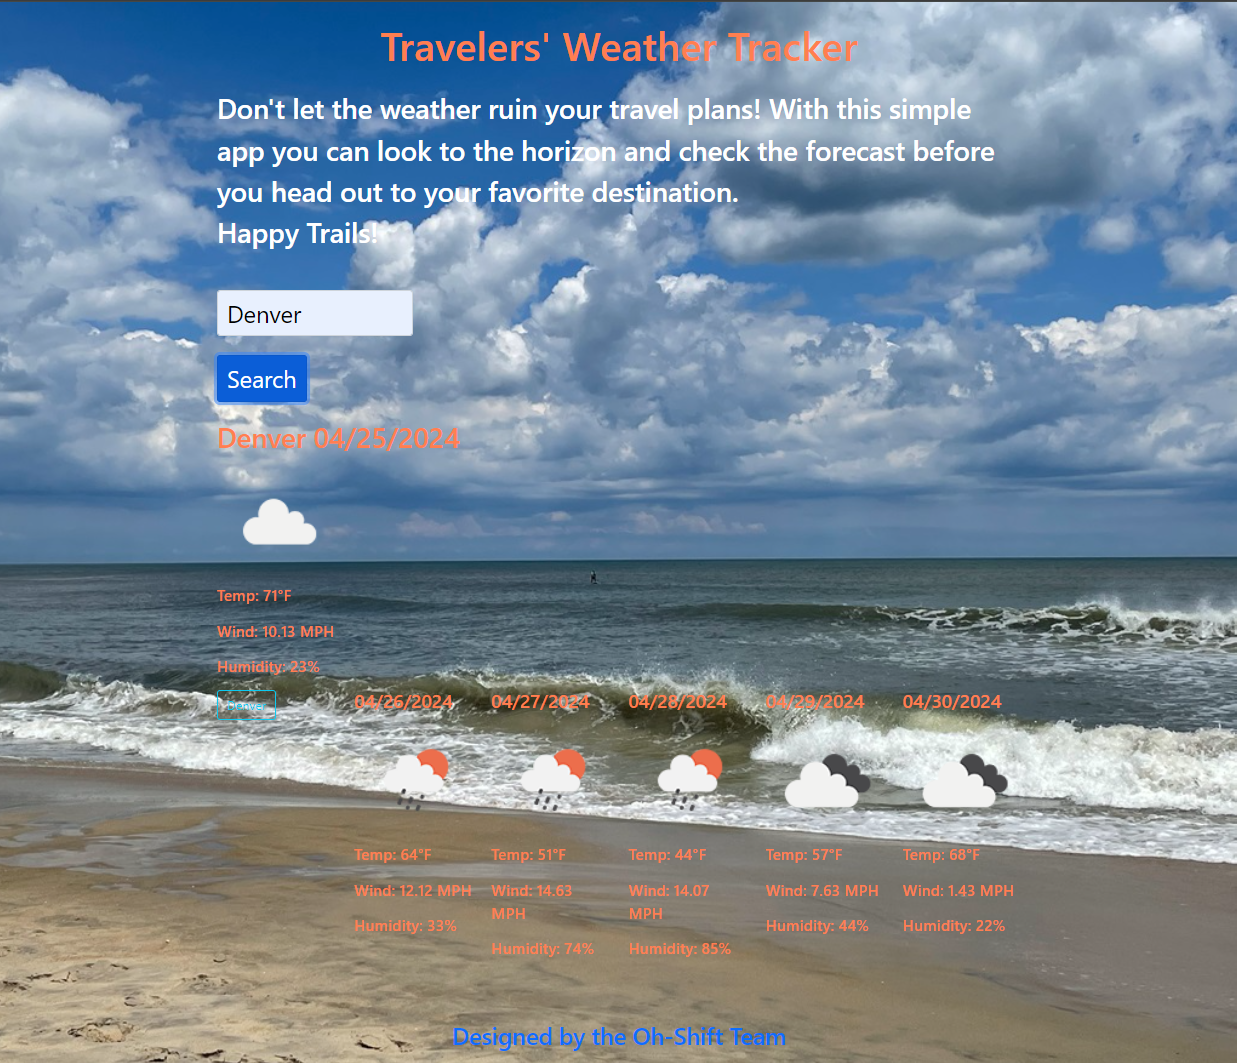 Travelers' Weather Tracker
Don't let the weather ruin your travel plans! With this simple
app you can look to the horizon and check the forecast before
you head out to your favorite destination.
Happy Trails!
Denver
Search
Denver 04/25/2024
Temp: 71°F
Wind: 10.13 MPH
Humidity: 23%
Denver
04/26/2024
Temp: 64°F
Wind: 12.12 MPH
Humidity: 33%
04/27/2024
Temp: 51°F
Wind: 14.63
MPH
Humidity: 74%
04/28/2024
Temp: 44°F
Wind: 14.07
MPH
Humidity: 85%
04/29/2024
Temp: 57°F
Wind: 7.63 MPH
Humidity: 44%
04/30/2024
Temp: 68°F
Wind: 1.43 MPH
Humidity: 22%
Designed by the Oh-Shift Team